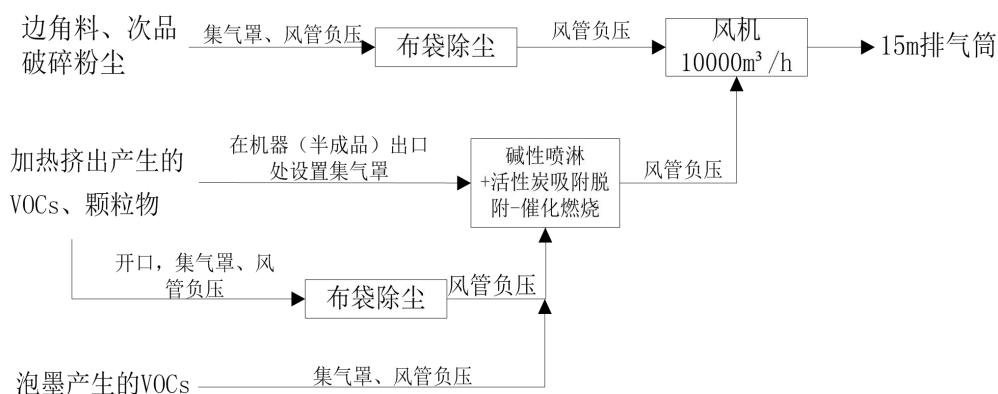 边角料、次品
破碎粉尘
集气罩、风管负压
布袋除尘
风管负压
风机
10000m³/h
15m排气筒
加热挤出产生的
VOCs、颗粒物
在机器（半成品）出口
处设置集气罩
碱性喷淋
+活性炭吸附脱
附-催化燃烧
风管负压
开口，集气罩、风
管负压
布袋除尘
风管负压
泡墨产生的VOCs
集气罩、风管负压